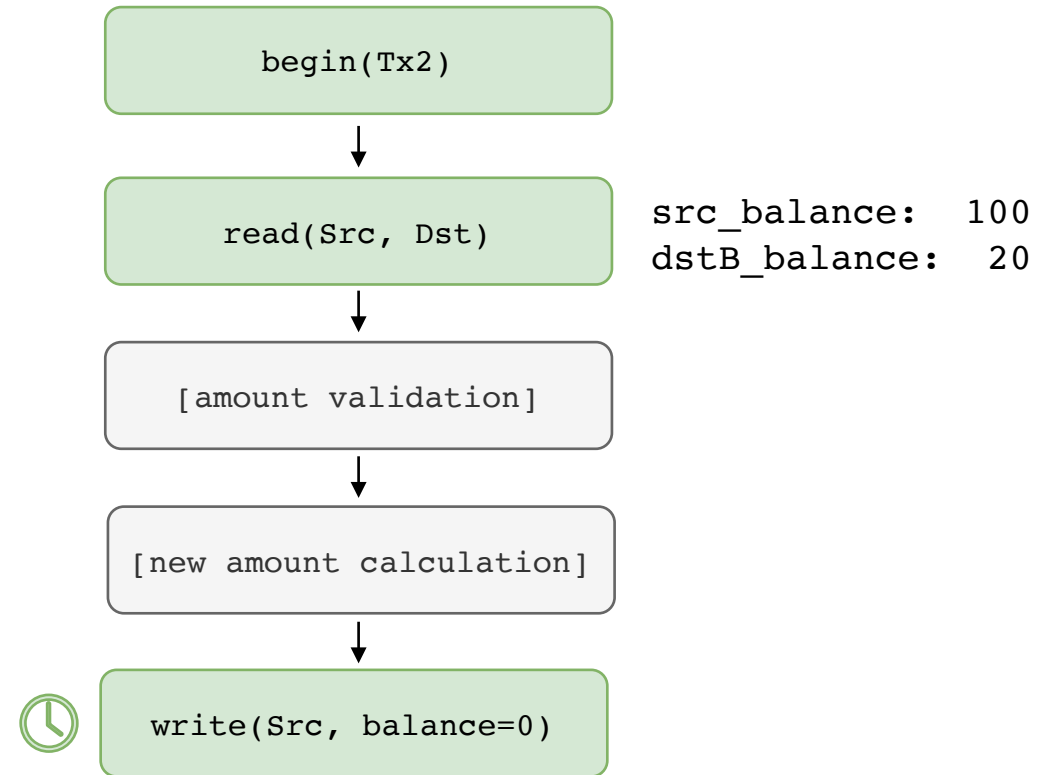 begin(Tx2)
read(Src, Dst)
src_balance:  100
dstB_balance:  20
[amount validation]
[new amount calculation]
write(Src, balance=0)